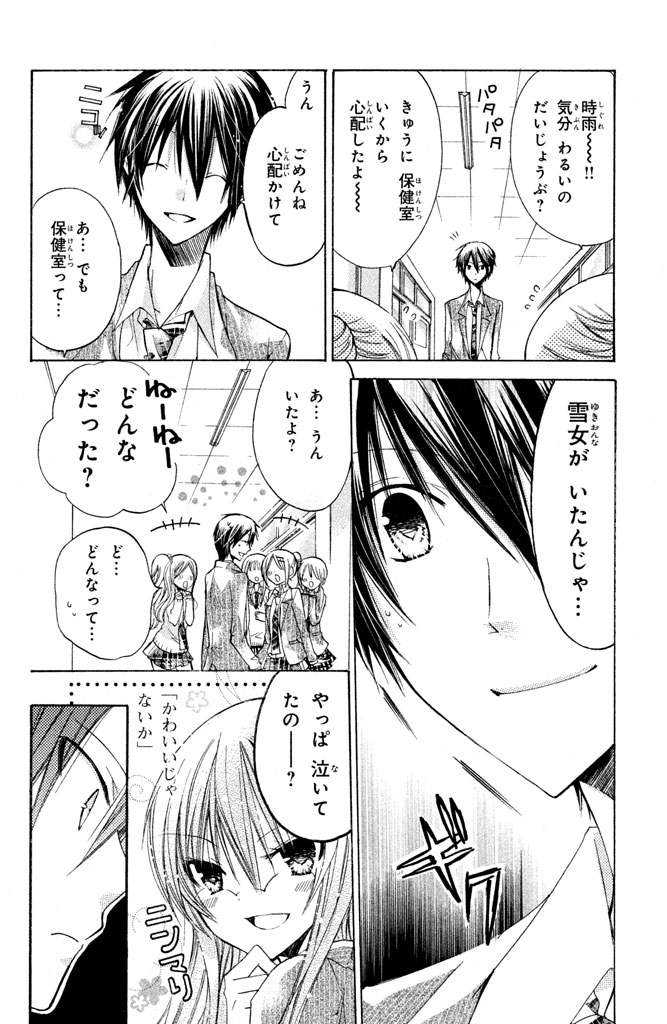 時雨〜〜!!
気分 わるいの
だいじょうぶ?
パタパタ
きゅうに 保健室
いくから
心配したよ〜
うん
ごめんね
心配かけて
ニコッ
あ…でも
保健室って…
雪女が いたんじゃ…
ギク
あ…うん
いたよ?
ねーねー
どんな
だった?
ど…
どんなって…
やっぱ 泣いて
たの――?
「かわいいじゃ
ないか」
ニンマリ